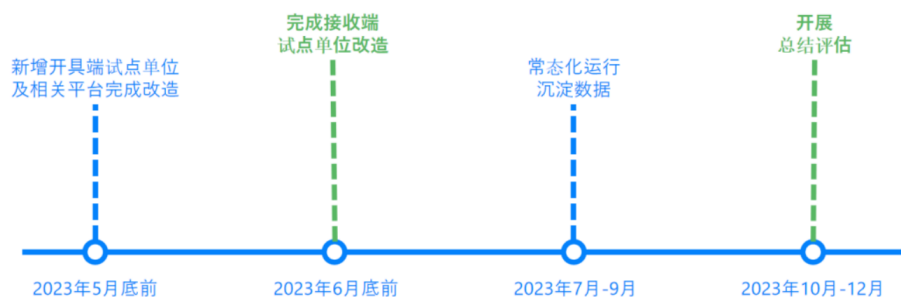 完成接收端
试点单位改造
开展
总结评估
新增开具端试点单位
及相关平台完成改造
常态化运行
沉淀数据
2023年5月底前
2023年6月底前
2023年7月-9月
2023年10月-12月